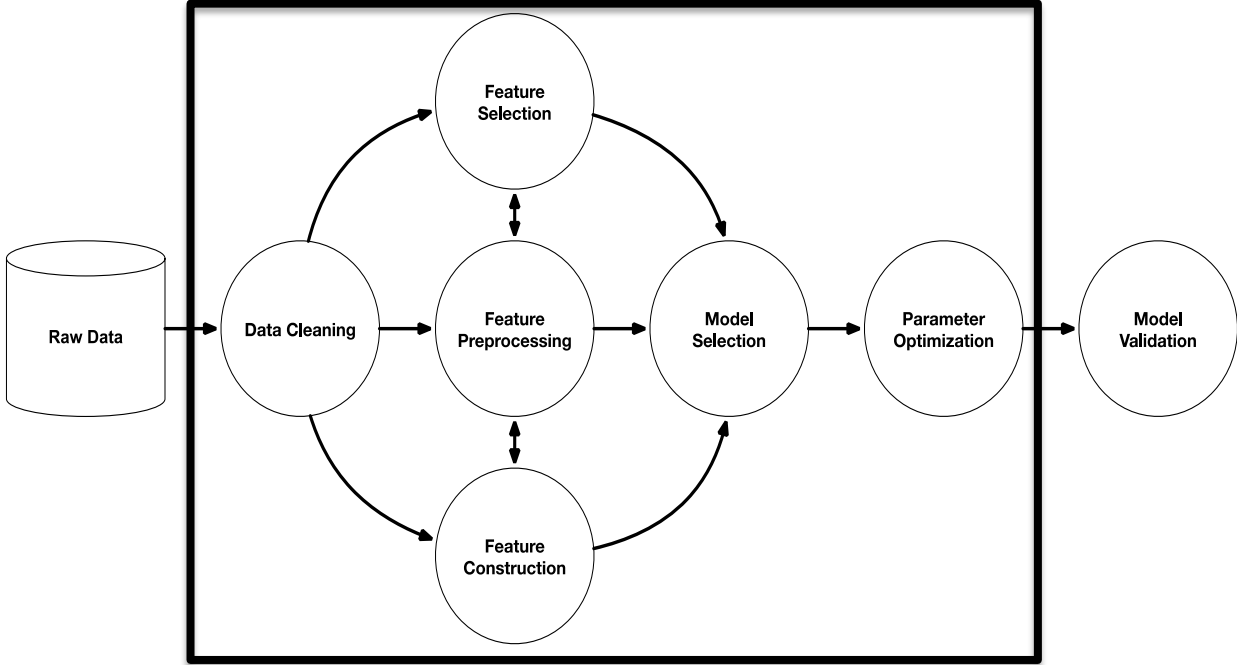 Feature
Selection
Raw Data
Data Cleaning
Feature
Preprocessing
Model
Selection
Parameter
Optimization
Model
Validation
Feature
Construction